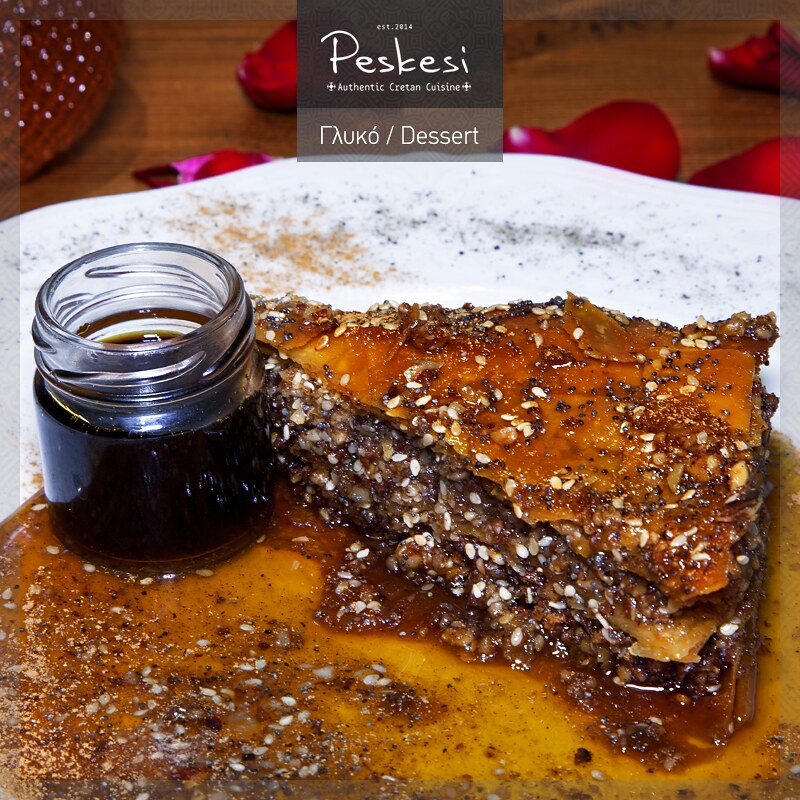 est.2014
Peskesi
Authentic Cretan Cuisine
Γλυκό / Dessert